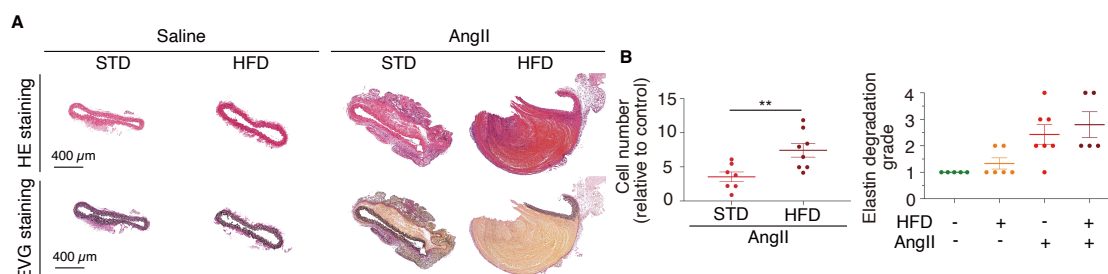 A
Saline
AngII
STD
HFD
STD
HFD
HE staining
400 µm
EVG staining
400 µm
B
Cell number
(relative to control)
15
10
5
0
**
STD
HFD
AngII
Elastin degradation
grade
4
3
2
1
0
HFD - + - +
AngII - - + +